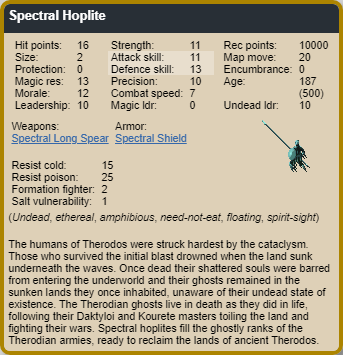 Spectral Hoplite
Hit points: 16 Strength: 11 Rec points: 10000
Size: 2 Attack skill: 11 Map move: 20
Protection: 0 Defence skill: 13 Encumbrance: 0
Magic res: 13 Precision: 10 Age: 187
Morale: 12 Combat speed: 7 (500)
Leadership: 10 Magic ldr: 0 Undead ldr: 10
Weapons: Armor:
Spectral Long Spear Spectral Shield
Resist cold: 15
Resist poison: 25
Formation fighter: 2
Salt vulnerability: 1
(Undead, ethereal, amphibious, need-not-eat, floating, spirit-sight)
The humans of Therodos were struck hardest by the cataclysm.
Those who survived the initial blast drowned when the land sunk
underneath the waves. Once dead their shattered souls were barred
from entering the underworld and their ghosts remained in the
sunken lands they once inhabited, unaware of their undead state of
existence. The Therodian ghosts live in death as they did in life,
following their Daktyloi and Kourete masters toiling the land and
fighting their wars. Spectral hoplites fill the ghostly ranks of the
Therodian armies, ready to reclaim the lands of ancient Therodos.